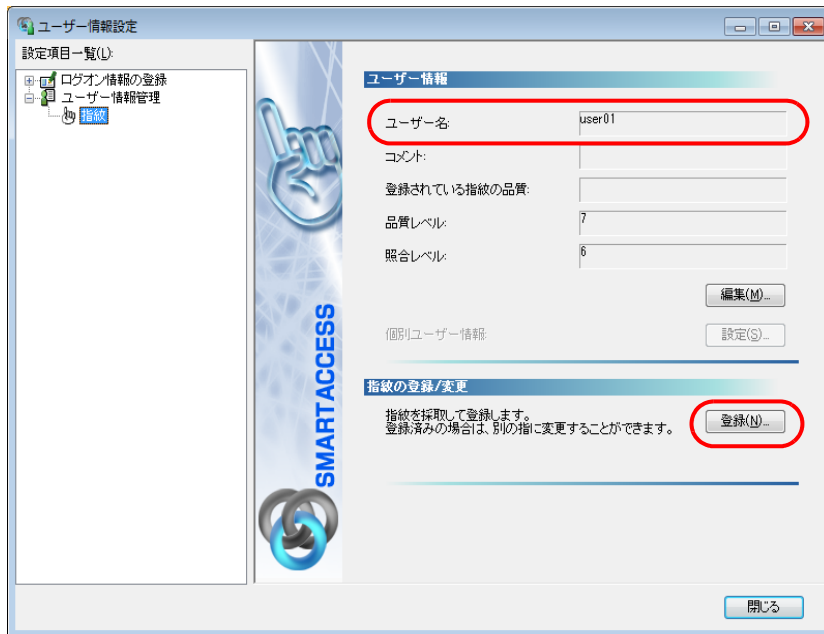 ユーザー情報設定
設定項目一覧(L):
ログオン情報の登録
ユーザー情報管理
指紋
SMARTACCESS
ユーザー情報
ユーザー名:
user01
コメント:
登録されている指紋の品質:
品質レベル:
7
照合レベル:
6
編集(M)...
個別ユーザー情報:
設定(S)...
指紋の登録/変更
指紋を採取して登録します。
登録済みの場合は、別の指に変更することができます。
登録(N)...
閉じる